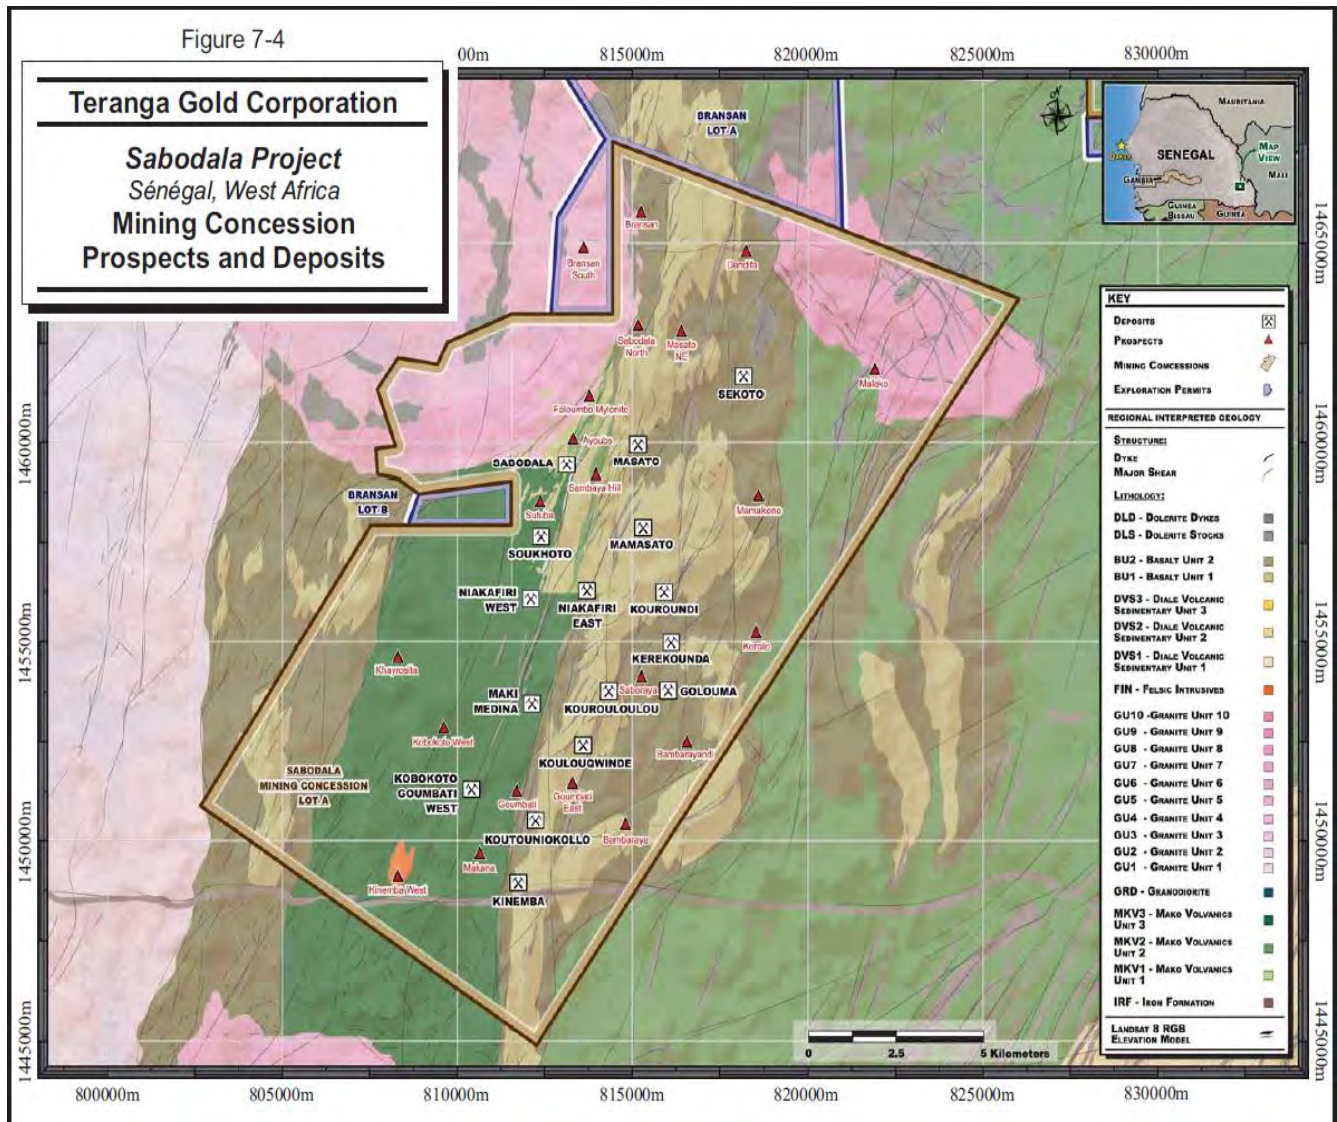 Figure 7-4
Teranga Gold Corporation
Sabodala Project
Sénégal, West Africa
Mining Concession
Prospects and Deposits
00m
815000m
820000m
825000m
830000m
BRANSAN
LOT A
MAURITANIA
SENEGAL
MAP
VIEW
MALI
DAKAR
GAMBIA
GUINEA
BISSAU
GUINEA
1465000m
1465000m
Bransan
Bransan
South
Dendifa
Sabodala
North
Masato
NE
Maleko
SEKOTO
Faloumbo Mylonite
1460000m
1460000m
Ayoubo
MASATO
SABODALA
Sambaya Hill
BRANSAN
LOT B
Sutuba
Mamakono
SOUKHOTO
MAMASATO
NIAKAFIRI
WEST
NIAKAFIRI
EAST
KOUROUNDI
1455000m
1455000m
Korolo
KEREKOUNDA
Khayrosita
Saboraya
GOLOUMA
KOUROULOULOU
MAKI
MEDINA
Kobokoto West
Bambarayandi
KOULOUQWINDE
SABODALA
MINING CONCESSION
LOT A
KOBOKOTO
GOUMBATI
WEST
Goumbati
Goumbati
East
KOUTOUNIOKOLLO
Bambaraya
1450000m
1450000m
Makana
Kinemba West
KINEMBA
1445000m
1445000m
0
2.5
5 Kilometers
800000m
805000m
810000m
815000m
820000m
825000m
830000m
KEY
DEPOSITS
PROSPECTS
MINING CONCESSIONS
EXPLORATION PERMITS
REGIONAL INTERPRETED GEOLOGY
STRUCTURE:
DYKE
MAJOR SHEAR
LITHOLOGY:
DLD - DOLERITE DYKES
DLS - DOLERITE STOCKS
BU2 - BASALT UNIT 2
BU1 - BASALT UNIT 1
DVS3 - DIALE VOLCANIC
SEDIMENTARY UNIT 3
DVS2 - DIALE VOLCANIC
SEDIMENTARY UNIT 2
DVS1 - DIALE VOLCANIC
SEDIMENTARY UNIT 1
FIN - FELSIC INTRUSIVES
GU10 - GRANITE UNIT 10
GU9 - GRANITE UNIT 9
GU8 - GRANITE UNIT 8
GU7 - GRANITE UNIT 7
GU6 - GRANITE UNIT 6
GU5 - GRANITE UNIT 5
GU4 - GRANITE UNIT 4
GU3 - GRANITE UNIT 3
GU2 - GRANITE UNIT 2
GU1 - GRANITE UNIT 1
GRD - GRANODIORITE
MKV3 - MAKO VOLCANICS
UNIT 3
MKV2 - MAKO VOLCANICS
UNIT 2
MKV1 - MAKO VOLCANICS
UNIT 1
IRF - IRON FORMATION
LANDSAT 8 RGB
ELEVATION MODEL